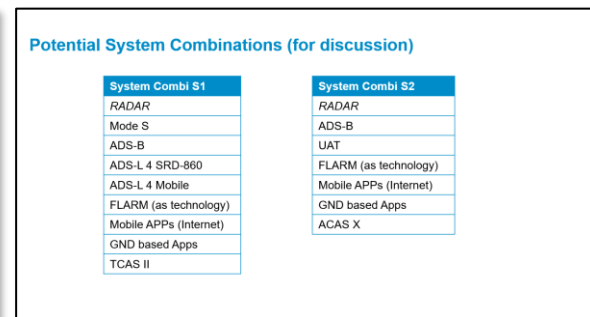 Potential System Combinations (for discussion)
System Combi S1
RADAR
Mode S
ADS-B
ADS-L 4 SRD-860
ADS-L 4 Mobile
FLARM (as technology)
Mobile APPs (Internet)
GND based Apps
TCAS II
System Combi S2
RADAR
ADS-B
UAT
FLARM (as technology)
Mobile APPs (Internet)
GND based Apps
ACAS X